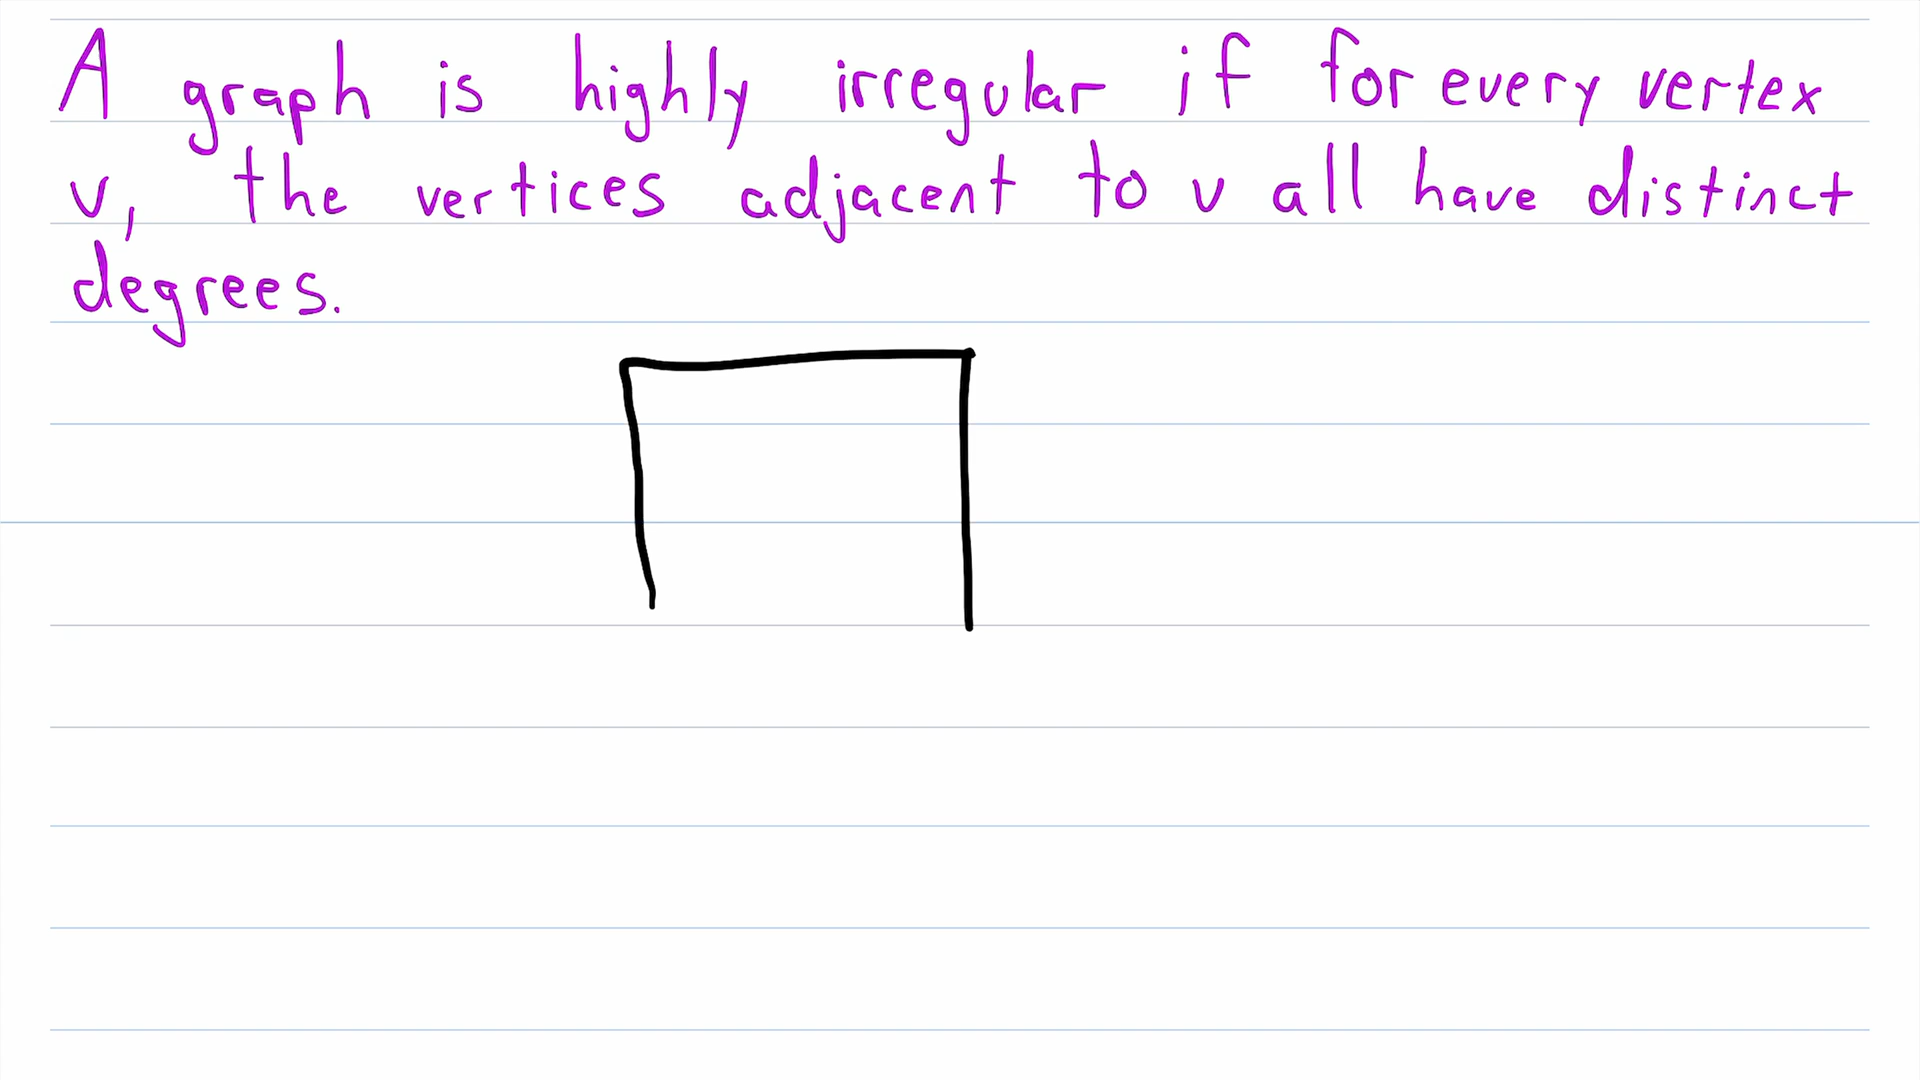 A graph is highly irregular if for every vertex
v, the vertices adjacent to v all have distinct
degrees.